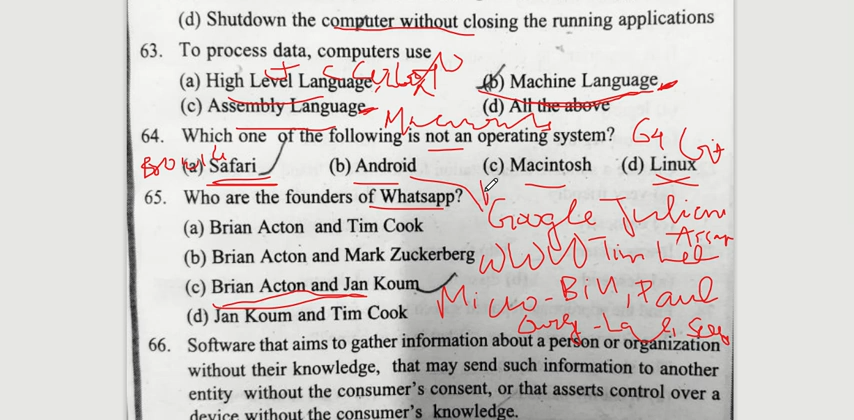 (d) Shutdown the computer without closing the running applications
63. To process data, computers use
(a) High Level Language (b) Machine Language
(c) Assembly Language (d) All the above
64. Which one of the following is not an operating system?
(a) Safari (b) Android (c) Macintosh (d) Linux
65. Who are the founders of Whatsapp?
Google
(a) Brian Acton and Tim Cook
WWW Tim Lee
(b) Brian Acton and Mark Zuckerberg
(c) Brian Acton and Jan Koum
Micro-Bill, Paul
(d) Jan Koum and Tim Cook
66. Software that aims to gather information about a person or organization
without their knowledge, that may send such information to another
entity without the consumer's consent, or that asserts control over a
device without the consumer's knowledge.